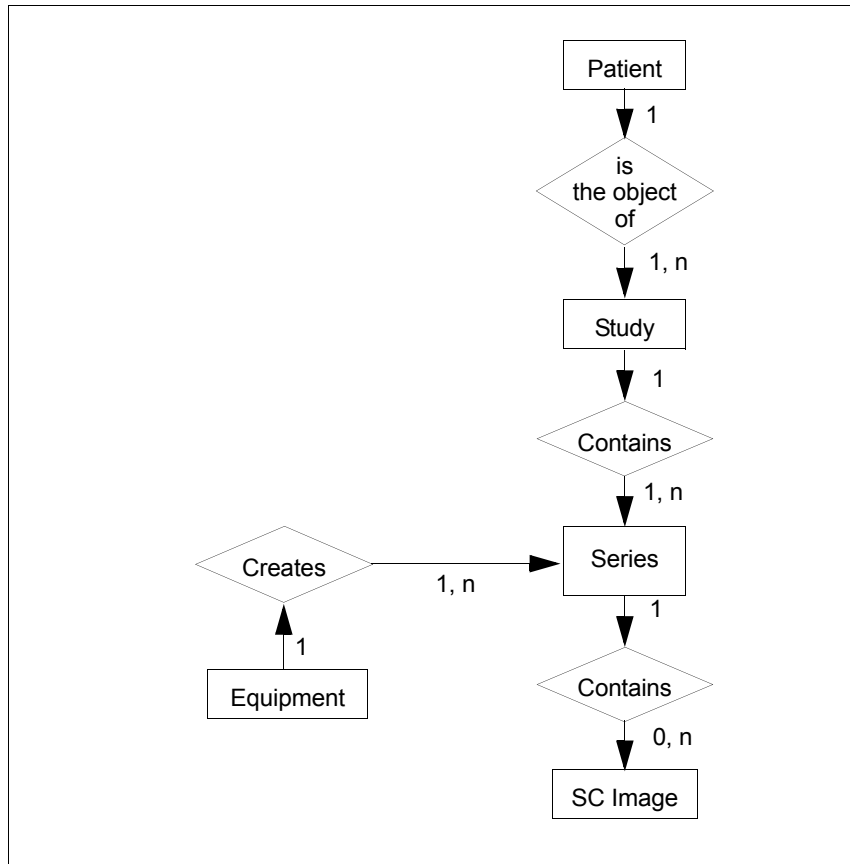 Patient
1
is
the object
of
1, n
Study
1
Contains
1, n
Creates
1, n
Series
1
1
Equipment
Contains
0, n
SC Image